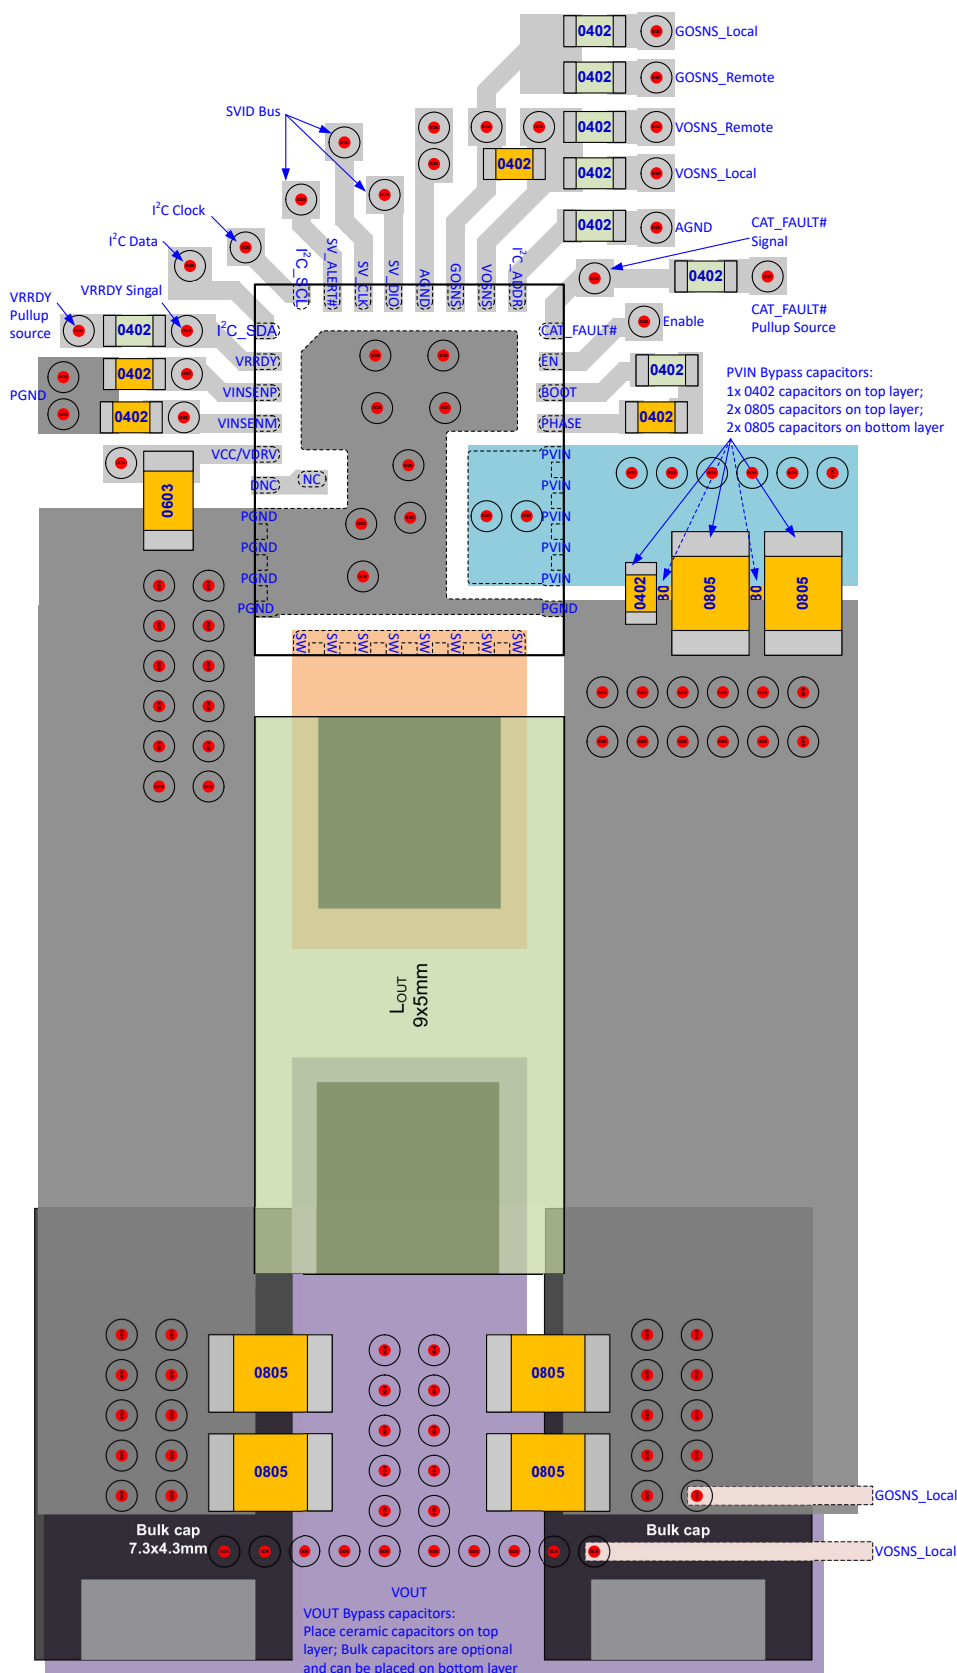 0402
GOSNS_Local
0402
GOSNS_Remote
0402
VOSNS_Remote
0402
0402
VOSNS_Local
SVID Bus
I²C Clock
I²C Data
0402
AGND
CAT_FAULT#
Signal
0402
CAT_FAULT#
Pullup Source
VRRDY
Pullup
source
VRRDY Singal
0402
I²C_SCL
SV_ALERT#
SV_CLK
SV_DIO
AGND
GOSNS
VOSNS
I²C_ADDR
I²C_SDA
VRRDY
VINSENP
VINSENM
VCC/VDRV
DNC
NC
PGND
PGND
PGND
PGND
CAT_FAULT#
EN
BOOT
PHASE
PVIN
PVIN
PVIN
PVIN
PVIN
PGND
Enable
0402
0402
PGND
0402
0402
0603
PVIN Bypass capacitors:
1x 0402 capacitors on top layer;
2x 0805 capacitors on top layer;
2x 0805 capacitors on bottom layer
0402
0805
0805
SW
SW
SW
SW
SW
SW
SW
SW
LOUT
9x5mm
0805
0805
0805
0805
Bulk cap
7.3x4.3mm
Bulk cap
GOSNS_Local
VOSNS_Local
VOUT
VOUT Bypass capacitors:
Place ceramic capacitors on top
layer; Bulk capacitors are optional
and can be placed on bottom layer